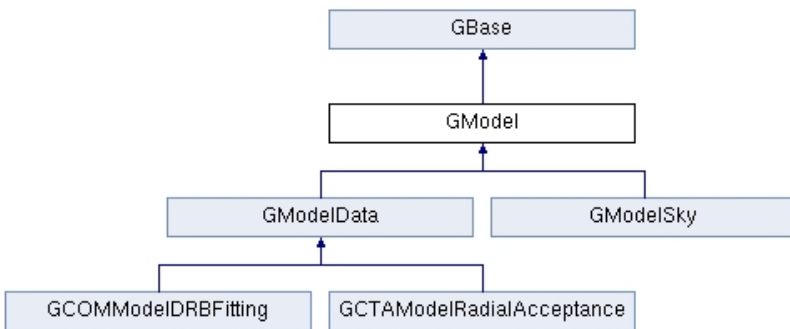 GBase
GModel
GModelData
GModelSky
GCOMModelDRBFitting
GCTAModelRadialAcceptance